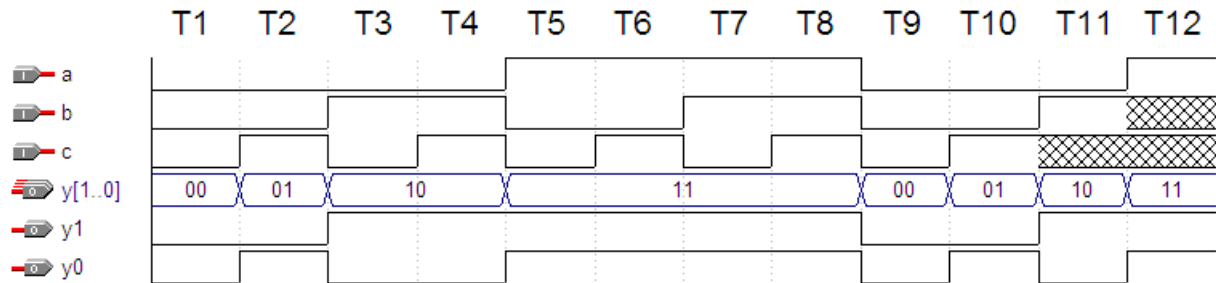 T1 T2 T3 T4 T5 T6 T7 T8 T9 T10 T11 T12
I a
I b
I c
O y[1..0] 00 01 10 11 00 01 10 11
O y1
O y0